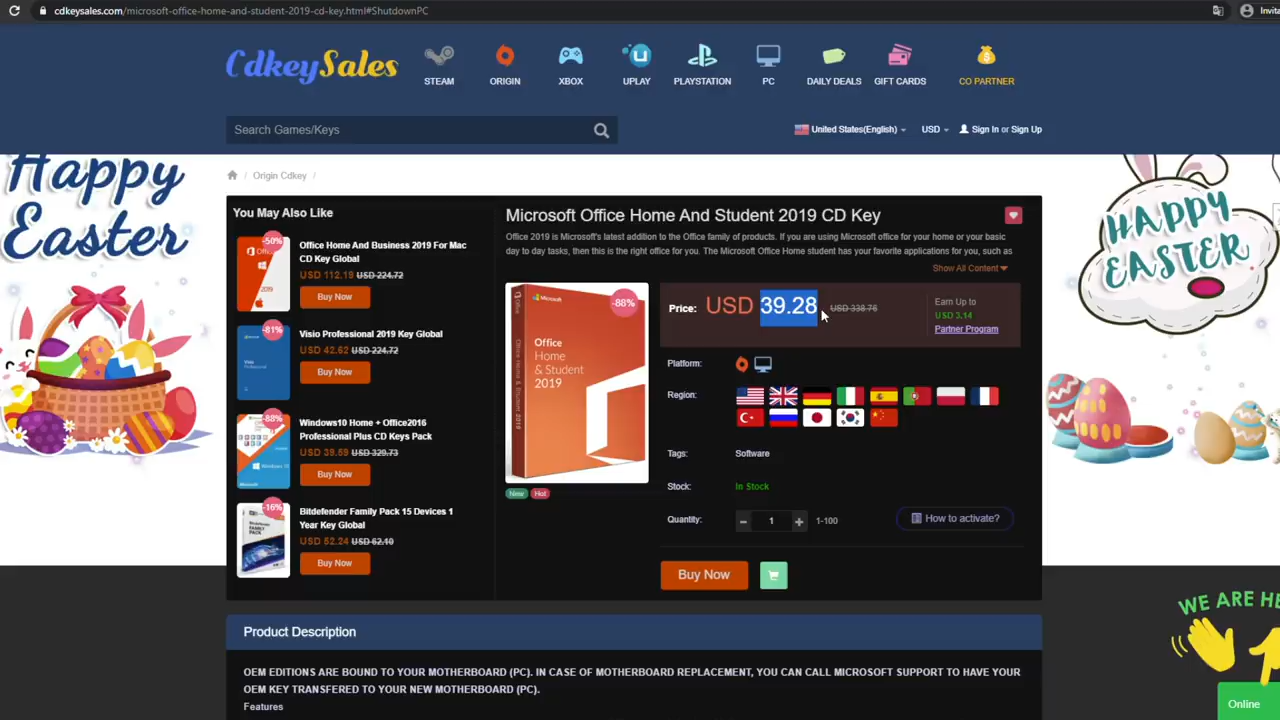 cdkeysales.com/microsoft-office-home-and-student-2019-cd-key.html#ShutdownPC
CdkeySales
STEAM
ORIGIN
XBOX
UPLAY
PLAYSTATION
PC
DAILY DEALS
GIFT CARDS
CO PARTNER
Search Games/Keys
United States(English)
USD
Sign In or Sign Up
Happy
Easter
HAPPY
EASTER
/ Origin Cdkey /
You May Also Like
-50%
Office Home And Business 2019 For Mac
CD Key Global
USD 112.19 USD 224.72
Buy Now
-81%
Visio Professional 2019 Key Global
USD 42.62 USD 224.72
Buy Now
-88%
Windows10 Home + Office2016
Professional Plus CD Keys Pack
USD 39.59 USD 329.73
Buy Now
-16%
Bitdefender Family Pack 15 Devices 1
Year Key Global
USD 52.24 USD 62.10
Buy Now
Microsoft Office Home And Student 2019 CD Key
Office 2019 is Microsoft's latest addition to the Office family of products. If you are using Microsoft office for your home or your basic
day to day tasks, then this is the right office for you. The Microsoft Office Home student has your favorite applications for you, such as
Show All Content
Microsoft
-88%
Office
Home
& Student
2019
Office Home & Student 2019
New Hot
Price: USD 39.28 USD 338.76
Earn Up to
USD 3.14
Partner Program
Platform:
Region:
Tags: Software
Stock: In Stock
Quantity: - 1 + 1-100
How to activate?
Buy Now
Product Description
OEM EDITIONS ARE BOUND TO YOUR MOTHERBOARD (PC). IN CASE OF MOTHERBOARD REPLACEMENT, YOU CAN CALL MICROSOFT SUPPORT TO HAVE YOUR
OEM KEY TRANSFERED TO YOUR NEW MOTHERBOARD (PC).
Features
WE ARE HE
Online